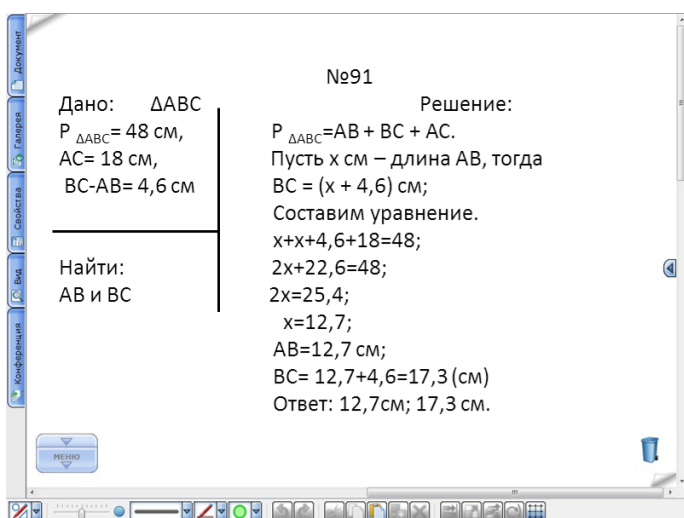 №91
Дано: ΔАВС
Р ΔАВС= 48 см,
АС= 18 см,
ВС-АВ= 4,6 см
Найти:
АВ и ВС
Решение:
Р ΔАВС=АВ + ВС + АС.
Пусть х см – длина АВ, тогда
ВС = (х + 4,6) см;
Составим уравнение.
х+х+4,6+18=48;
2х+22,6=48;
2х=25,4;
х=12,7;
АВ=12,7 см;
ВС= 12,7+4,6=17,3 (см)
Ответ: 12,7см; 17,3 см.
Документ
Галерея
Свойства
Вид
Конференция
МЕНЮ